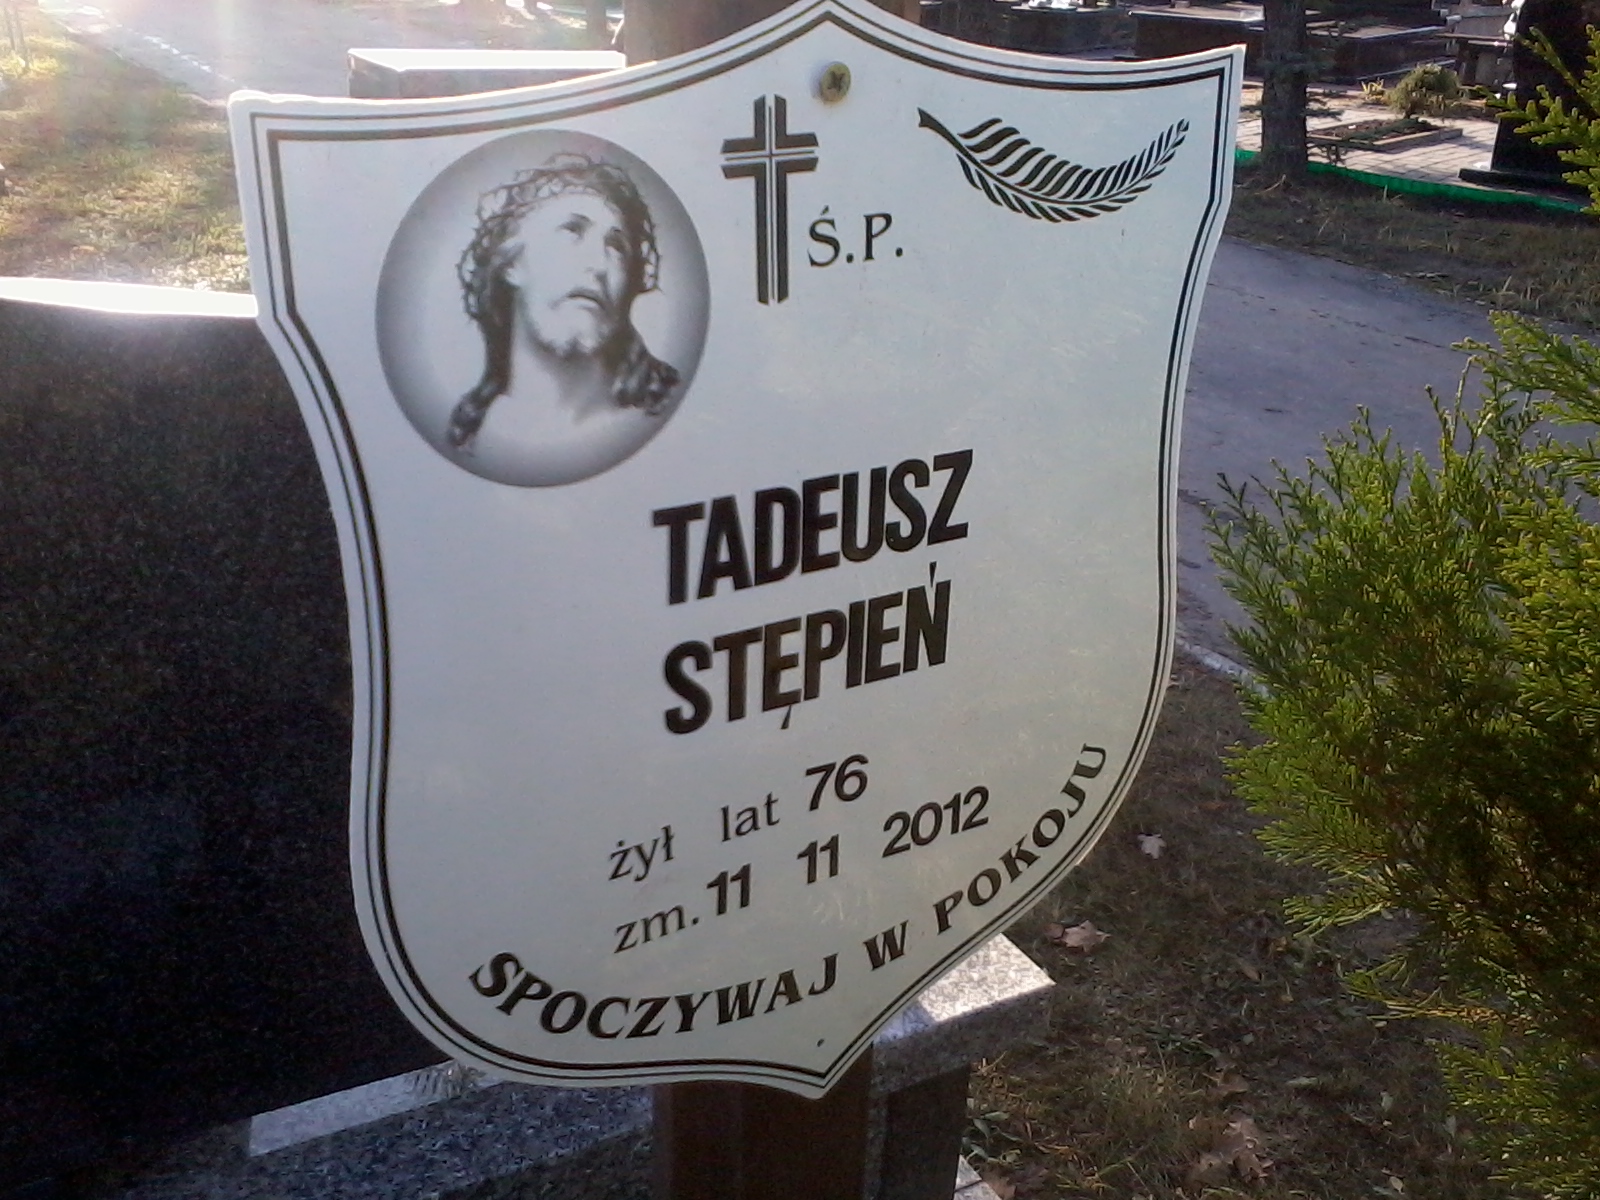 Ś.P.
TADEUSZ
STĘPIEŃ
żył lat 76
zm. 11 11 2012
SPOCZYWAJ W POKOJU